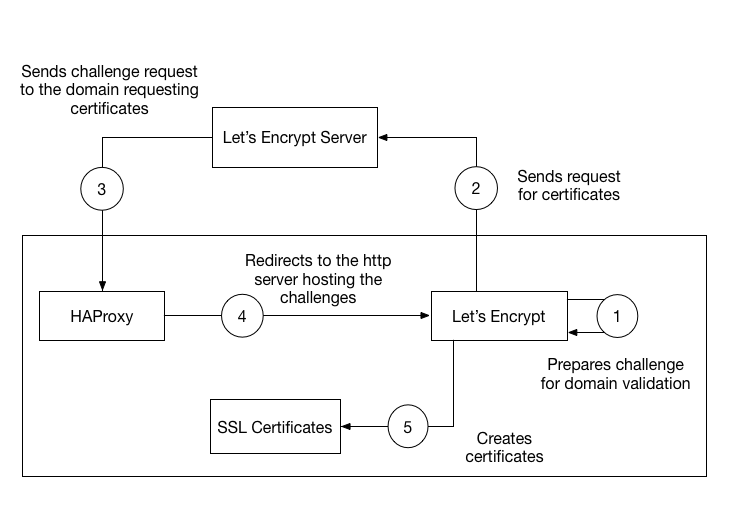 Sends challenge request
to the domain requesting
certificates
Let's Encrypt Server
3
2
Sends request
for certificates
Redirects to the http
server hosting the
challenges
HAProxy
4
Let's Encrypt
1
Prepares challenge
for domain validation
SSL Certificates
5
Creates
certificates